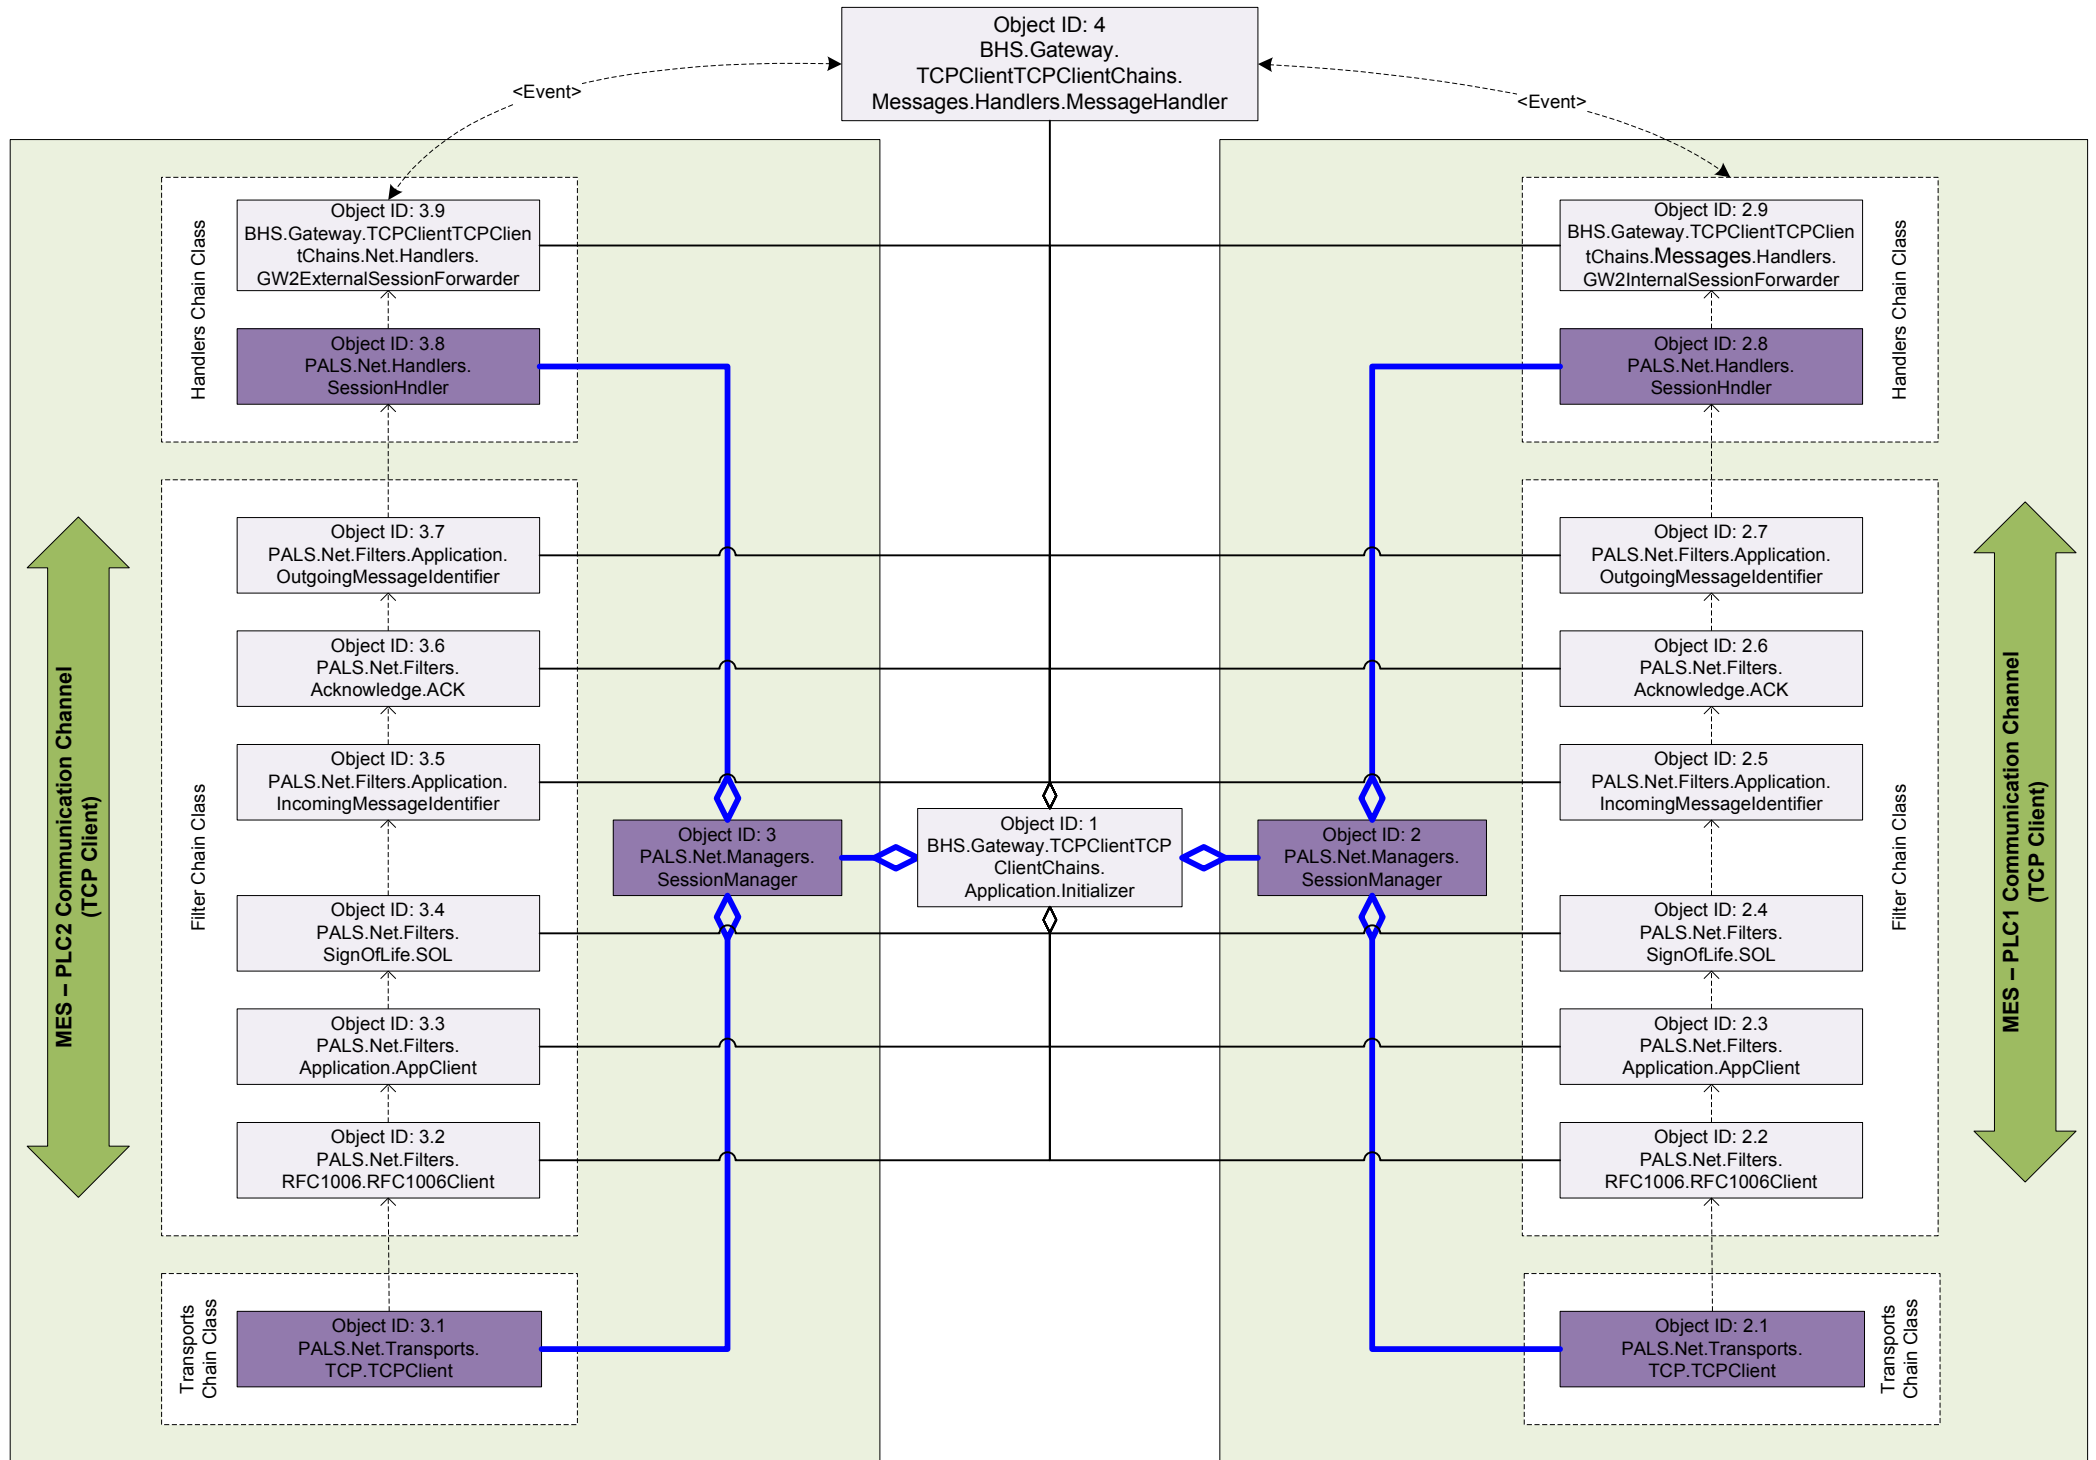 Object ID: 4
BHS.Gateway.
TCPClientTCPClientChains.
Messages.Handlers.MessageHandler
<Event>
<Event>
MES – PLC2 Communication Channel
(TCP Client)
Handlers Chain Class
Object ID: 3.9
BHS.Gateway.TCPClientTCPClien
tChains.Net.Handlers.
GW2ExternalSessionForwarder
Object ID: 3.8
PALS.Net.Handlers.
SessionHndler
Filter Chain Class
Object ID: 3.7
PALS.Net.Filters.Application.
OutgoingMessageIdentifier
Object ID: 3.6
PALS.Net.Filters.
Acknowledge.ACK
Object ID: 3.5
PALS.Net.Filters.Application.
IncomingMessageIdentifier
Object ID: 3.4
PALS.Net.Filters.
SignOfLife.SOL
Object ID: 3.3
PALS.Net.Filters.
Application.AppClient
Object ID: 3.2
PALS.Net.Filters.
RFC1006.RFC1006Client
Transports
Chain Class
Object ID: 3.1
PALS.Net.Transports.
TCP.TCPClient
Object ID: 3
PALS.Net.Managers.
SessionManager
Object ID: 1
BHS.Gateway.TCPClientTCP
ClientChains.
Application.Initializer
Object ID: 2
PALS.Net.Managers.
SessionManager
Object ID: 2.9
BHS.Gateway.TCPClientTCPClien
tChains.Messages.Handlers.
GW2InternalSessionForwarder
Object ID: 2.8
PALS.Net.Handlers.
SessionHndler
Handlers Chain Class
Object ID: 2.7
PALS.Net.Filters.Application.
OutgoingMessageIdentifier
Object ID: 2.6
PALS.Net.Filters.
Acknowledge.ACK
Object ID: 2.5
PALS.Net.Filters.Application.
IncomingMessageIdentifier
Object ID: 2.4
PALS.Net.Filters.
SignOfLife.SOL
Object ID: 2.3
PALS.Net.Filters.
Application.AppClient
Object ID: 2.2
PALS.Net.Filters.
RFC1006.RFC1006Client
Filter Chain Class
Object ID: 2.1
PALS.Net.Transports.
TCP.TCPClient
Transports
Chain Class
MES – PLC1 Communication Channel
(TCP Client)